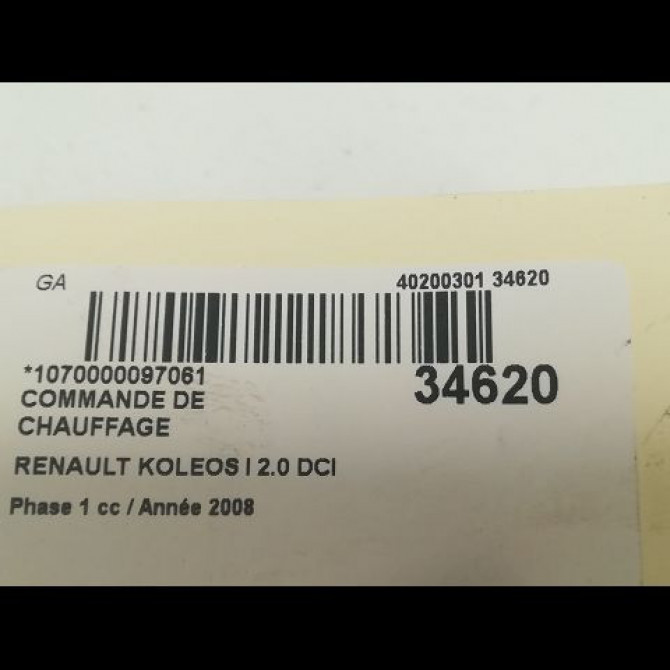 GA
40200301 34620
*1070000097061
34620
COMMANDE DE
CHAUFFAGE
RENAULT KOLEOS I 2.0 DCI
Phase 1 cc / Année 2008